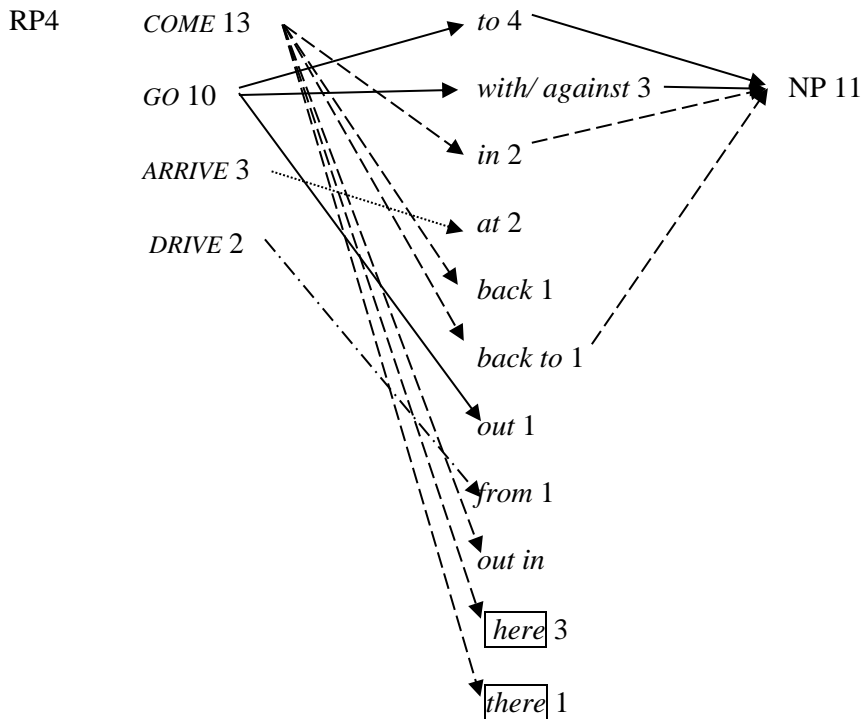 RP4 COME 13 to 4
GO 10 with/ against 3 NP 11
in 2
ARRIVE 3
at 2
DRIVE 2
back 1
back to 1
out 1
from 1
out in
here 3
there 1